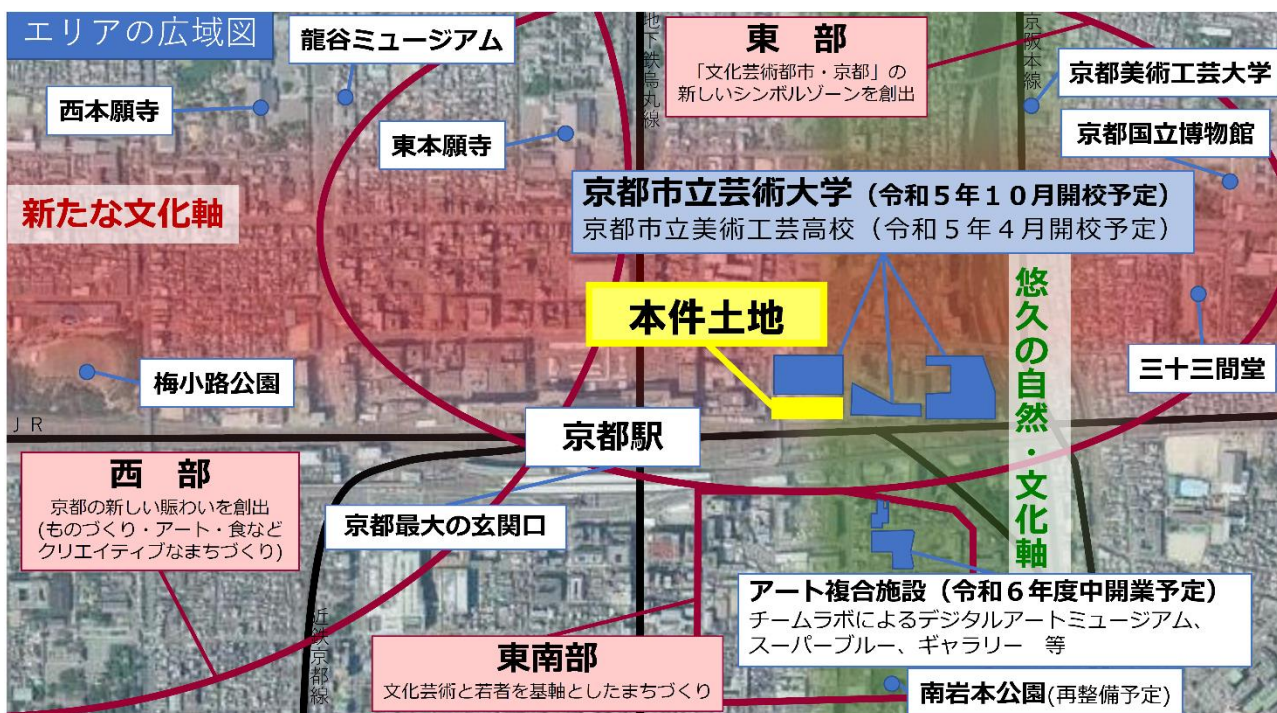 エリアの広域図
龍谷ミュージアム
西本願寺
東本願寺
地下鉄烏丸線
東 部
「文化芸術都市・京都」の
新しいシンボルゾーンを創出
京阪本線
京都美術工芸大学
京都国立博物館
新たな文化軸
京都市立芸術大学（令和５年１０月開校予定）
京都市立美術工芸高校（令和５年４月開校予定）
本件土地
悠久の自然・文化軸
三十三間堂
梅小路公園
ＪＲ
京都駅
西 部
京都の新しい賑わいを創出
(ものづくり・アート・食など
クリエイティブなまちづくり)
京都最大の玄関口
近鉄京都線
東南部
文化芸術と若者を基軸としたまちづくり
アート複合施設（令和６年度中開業予定）
チームラボによるデジタルアートミュージアム、
スーパーブルー、ギャラリー 等
南岩本公園(再整備予定)